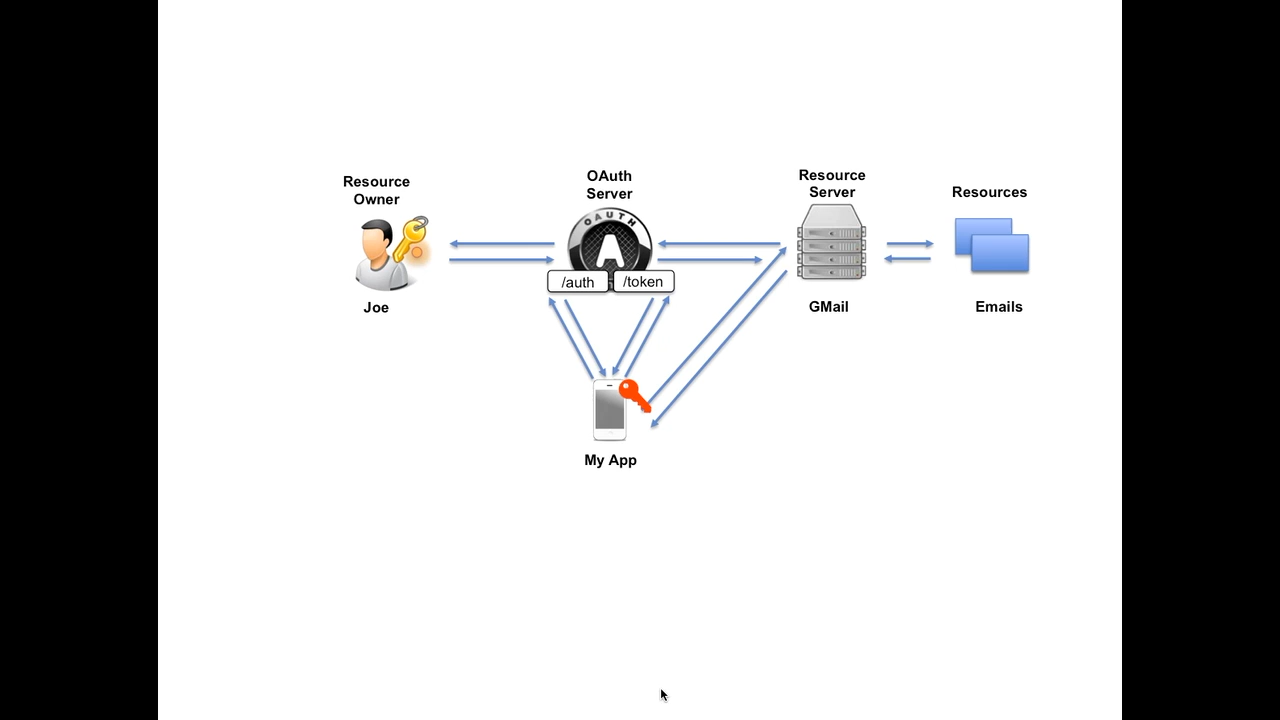 Resource
Owner
OAuth
Server
Resource
Server
Resources
OAUTH
A
/auth
/token
Joe
GMail
Emails
My App